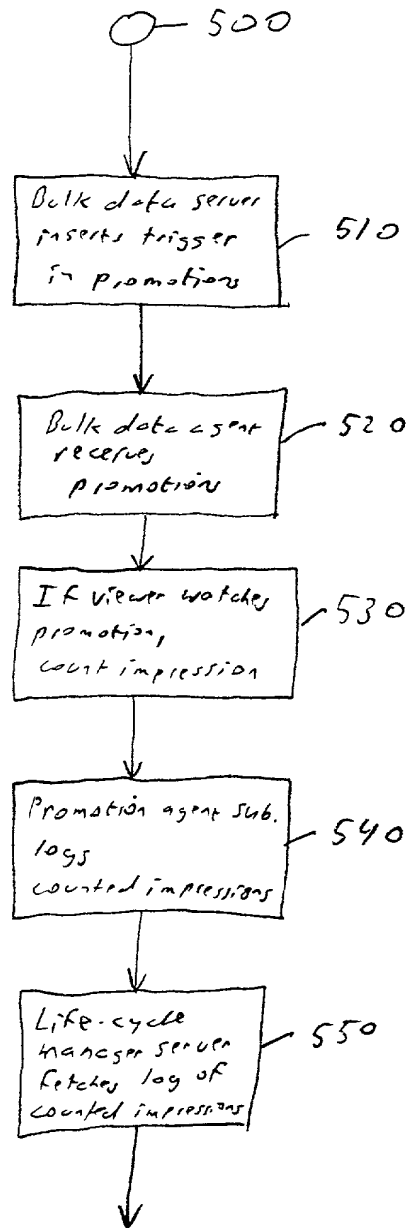 500
Bulk data server
inserts trigger
in promotions
510
Bulk data agent
receives
promotions
520
If viewer watches
promotion,
count impression
530
Promotion agent sub.
logs
counted impressions
540
Life-cycle
manager server
fetches log of
counted impressions
550